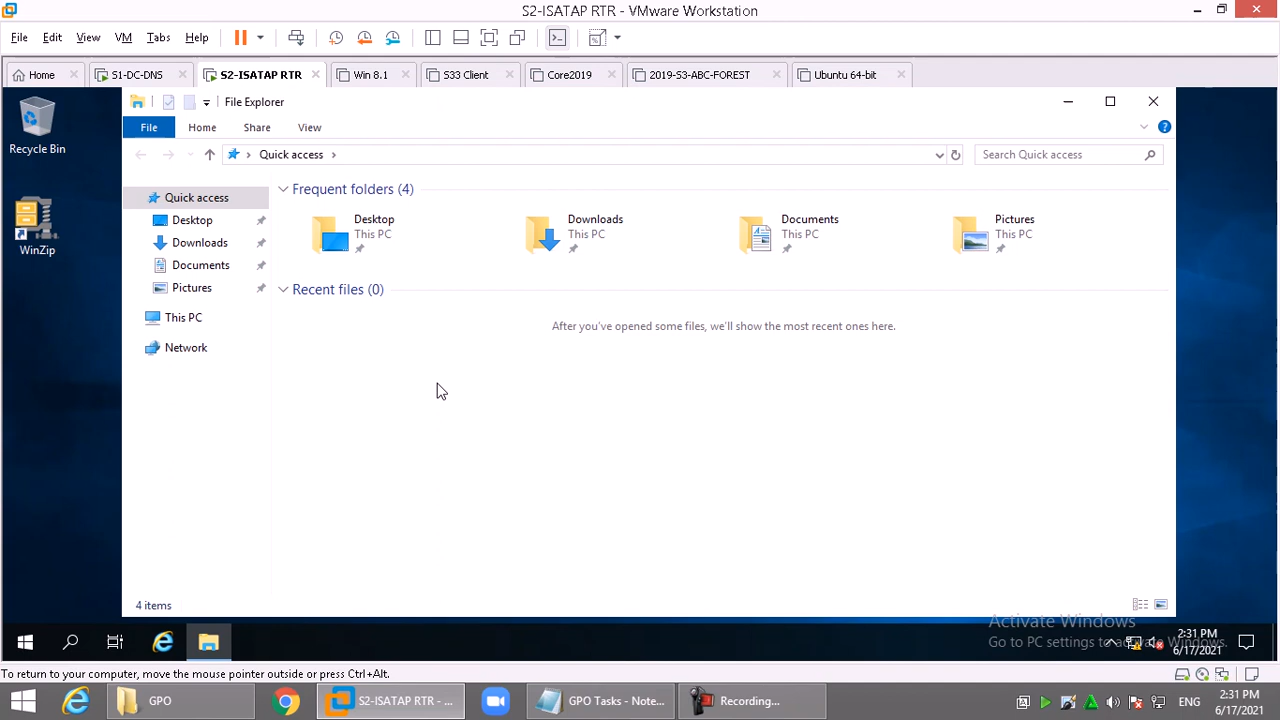 S2-ISATAP RTR - VMware Workstation
File Edit View VM Tabs Help
Home S1-DC-DNS S2-ISATAP RTR Win 8.1 S33 Client Core2019 2019-S3-ABC-FOREST Ubuntu 64-bit
Recycle Bin
WinZip
File Explorer
File Home Share View
Quick access
Search Quick access
Quick access
Desktop
Downloads
Documents
Pictures
This PC
Network
Frequent folders (4)
Desktop
This PC
Downloads
This PC
Documents
This PC
Pictures
This PC
Recent files (0)
After you've opened some files, we'll show the most recent ones here.
4 items
Activate Windows
Go to PC settings to activate Windows.
2:31 PM
6/17/2021
To return to your computer, move the mouse pointer outside or press Ctrl+Alt.
GPO
S2-ISATAP RTR - ...
GPO Tasks - Note...
Recording...
ENG
2:31 PM
6/17/2021